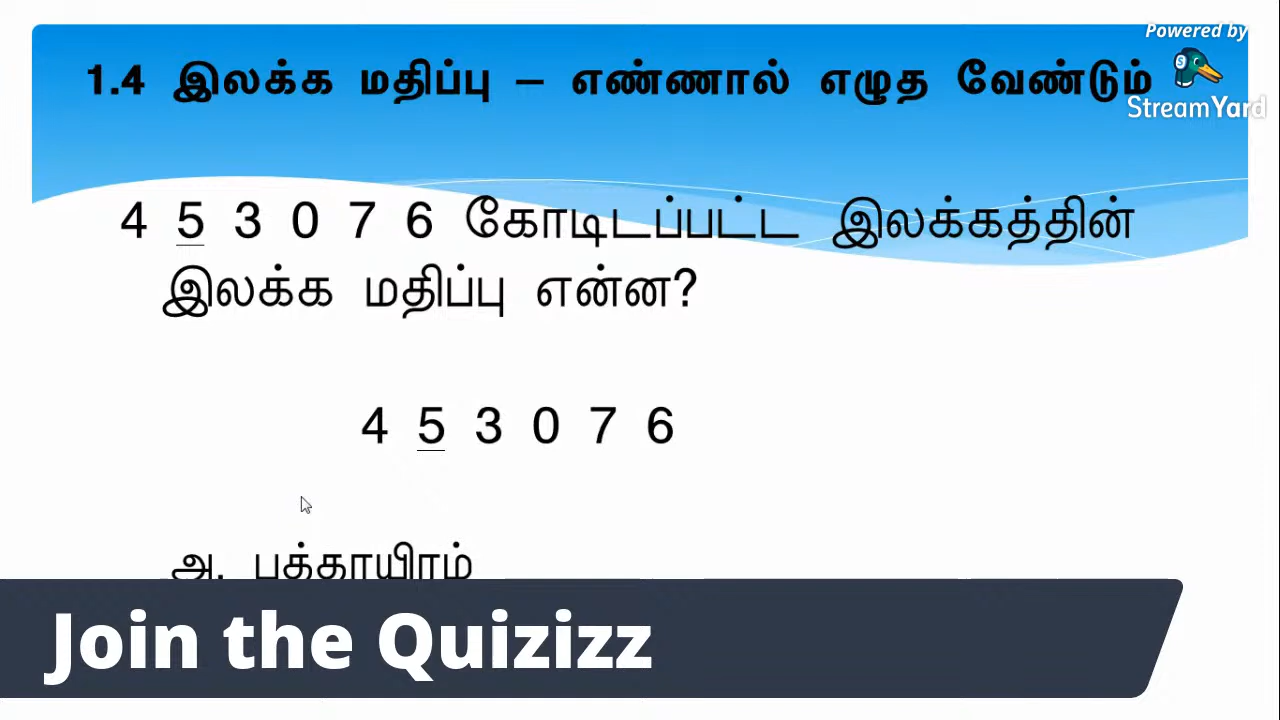 Powered by
StreamYard
1.4 இலக்க மதிப்பு – எண்ணால் எழுத வேண்டும்
4 5 3 0 7 6 கோடிடப்பட்ட இலக்கத்தின்
இலக்க மதிப்பு என்ன?
4 5 3 0 7 6
அ. பத்தாயிரம்
Join the Quizizz